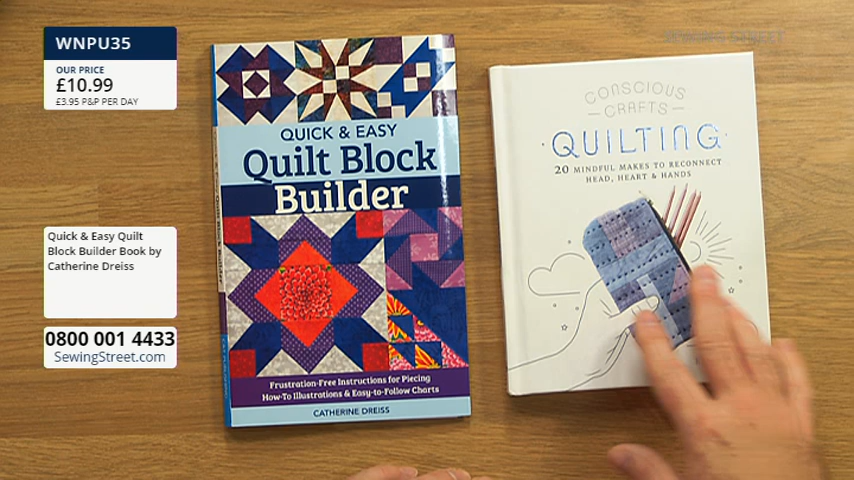 WNPU35
OUR PRICE
£10.99
£3.95 P&P PER DAY
Quick & Easy Quilt
Block Builder Book by
Catherine Dreiss
0800 001 4433
SewingStreet.com
QUICK & EASY
Quilt Block
Builder
Frustration-Free Instructions for Piecing
How-To Illustrations & Easy-to-Follow Charts
CATHERINE DREISS
CONSCIOUS
CRAFTS
QUILTING
20 MINDFUL MAKES TO RECONNECT
HEAD, HEART & HANDS